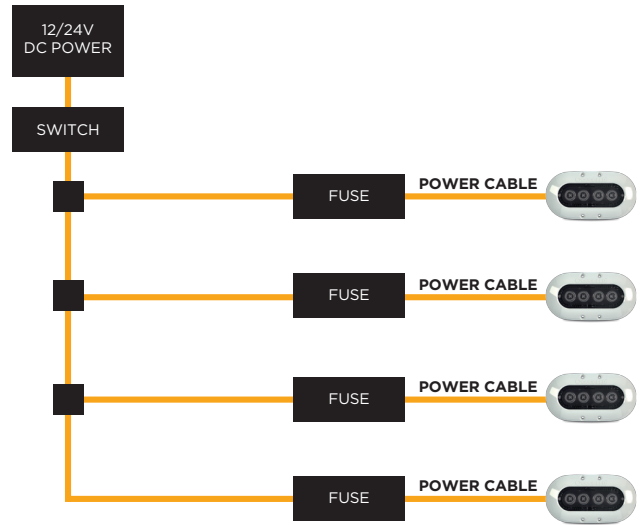 12/24V
DC POWER
SWITCH
FUSE
POWER CABLE
FUSE
POWER CABLE
FUSE
POWER CABLE
FUSE
POWER CABLE